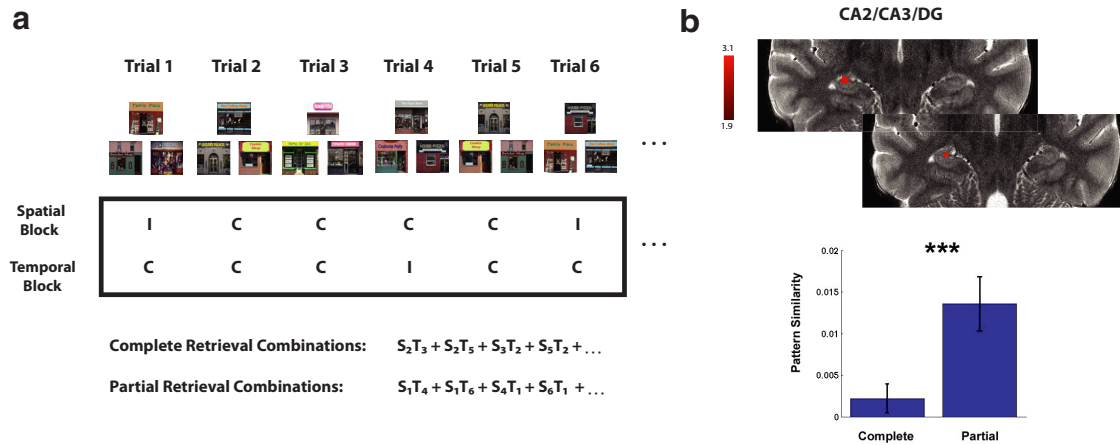 a
Trial 1 Trial 2 Trial 3 Trial 4 Trial 5 Trial 6
...
Spatial Block I C C C C I
...
Temporal Block C C C I C C
Complete Retrieval Combinations: S2T3 + S2T5 + S3T2 + S5T2 + ...
Partial Retrieval Combinations: S1T4 + S1T6 + S4T1 + S6T1 + ...
b
CA2/CA3/DG
3.1
1.9
***
Pattern Similarity
0.02
0.015
0.01
0.005
0
Complete Partial